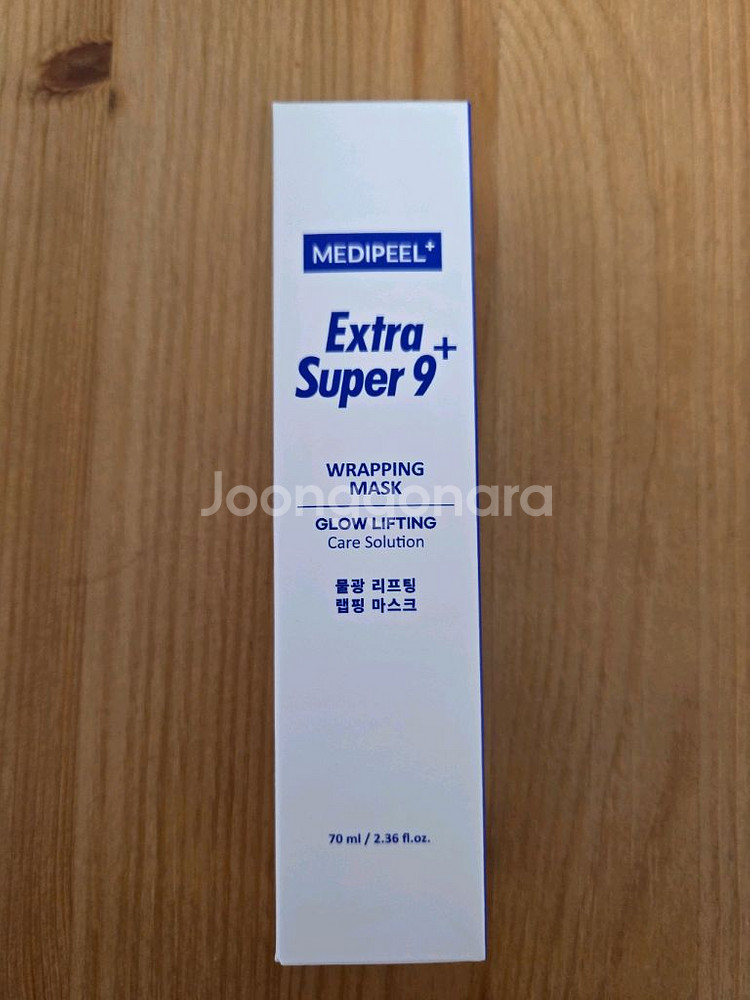 MEDIPEEL+
Extra
Super 9+
WRAPPING
MASK
Joonggonara
GLOW LIFTING
Care Solution
물광 리프팅
랩핑 마스크
70 ml / 2.36 fl.oz.